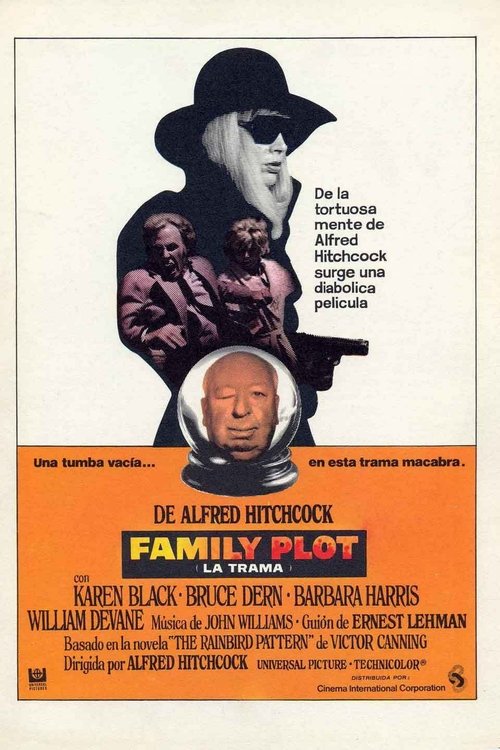 De la
tortuosa
mente de
Alfred
Hitchcock
surge una
diabolica
pelicula
Una tumba vacía... en esta trama macabra.
DE ALFRED HITCHCOCK
FAMILY PLOT
(LA TRAMA)
con
KAREN BLACK · BRUCE DERN · BARBARA HARRIS
WILLIAM DEVANE Música de JOHN WILLIAMS · Guión de ERNEST LEHMAN
Basado en la novela "THE RAINBIRD PATTERN" de VICTOR CANNING
Dirigida por ALFRED HITCHCOCK UNIVERSAL PICTURE · TECHNICOLOR®
UNIVERSAL
PICTURES
DISTRIBUIDA POR:
Cinema International Corporation